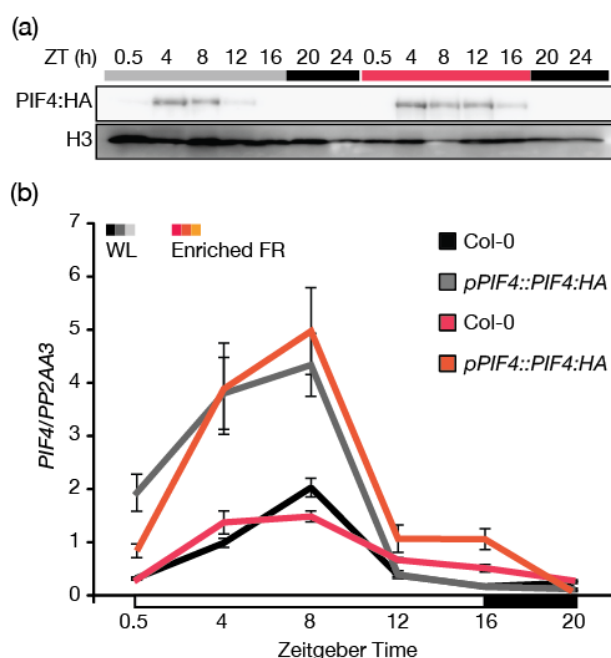 (a)
ZT (h) 0.5 4 8 12 16 20 24 0.5 4 8 12 16 20 24
PIF4:HA
H3
(b)
7
6
5
4
3
2
1
0
PIF4/PP2AA3
WL Enriched FR
Col-0
pPIF4::PIF4:HA
Col-0
pPIF4::PIF4:HA
0.5 4 8 12 16 20
Zeitgeber Time